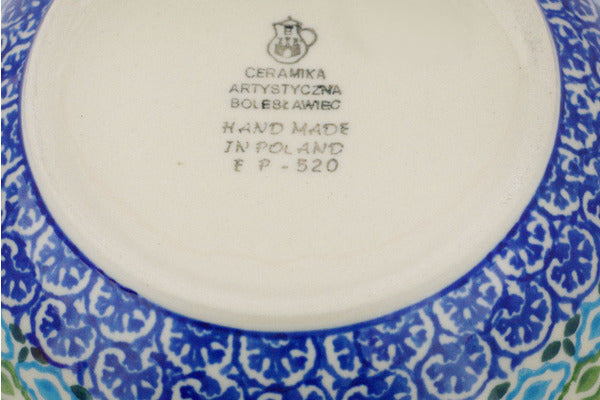 CERAMIKA
ARTYSTYCZNA
BOLESŁAWIEC
HAND MADE
IN POLAND
E P - 520